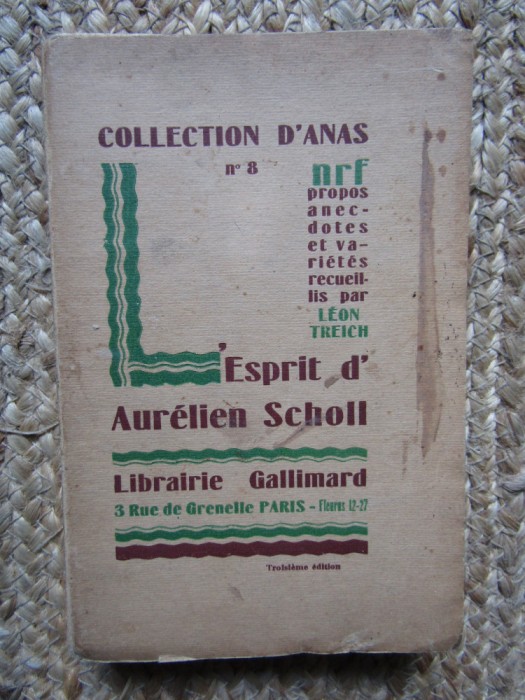 COLLECTION D'ANAS
n° 8
nrf
propos
anec-
dotes
et va-
riétés
recueil-
lis par
LÉON
TREICH
L'Esprit d'
Aurélien Scholl
Librairie Gallimard
3 Rue de Grenelle PARIS - Fleurus 12-27
Troisième édition